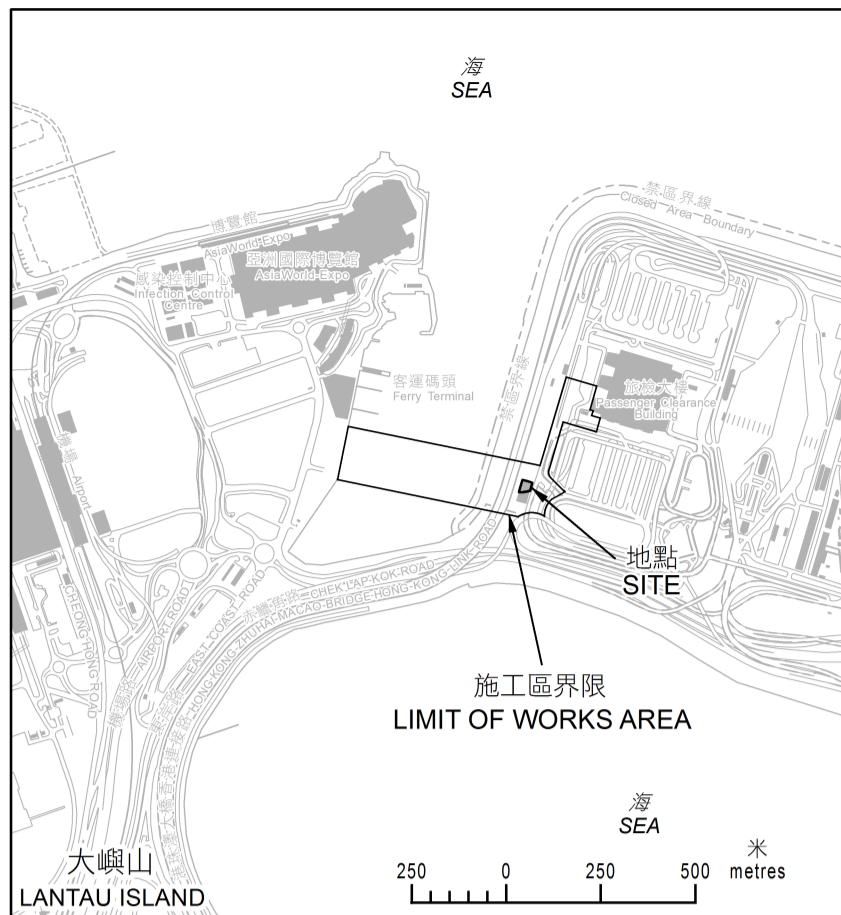 海
SEA
禁區界線
Closed Area Boundary
博覽館
AsiaWorld-Expo
亞洲國際博覽館
AsiaWorld-Expo
感染控制中心
Infection Control
Centre
客運碼頭
Ferry Terminal
禁區界線
旅檢大樓
Passenger Clearance
Building
機場 Airport
地點
SITE
赤鱲角路 CHEK LAP KOK ROAD
港珠澳大橋香港連接路 HONG KONG-ZHUHAI-MACAO BRIDGE HONG KONG LINK ROAD
東岸路 EAST COAST ROAD
機場路 AIRPORT ROAD
CHEONG HONG ROAD
施工區界限
LIMIT OF WORKS AREA
海
SEA
大嶼山
LANTAU ISLAND
250 0 250 500
米
metres